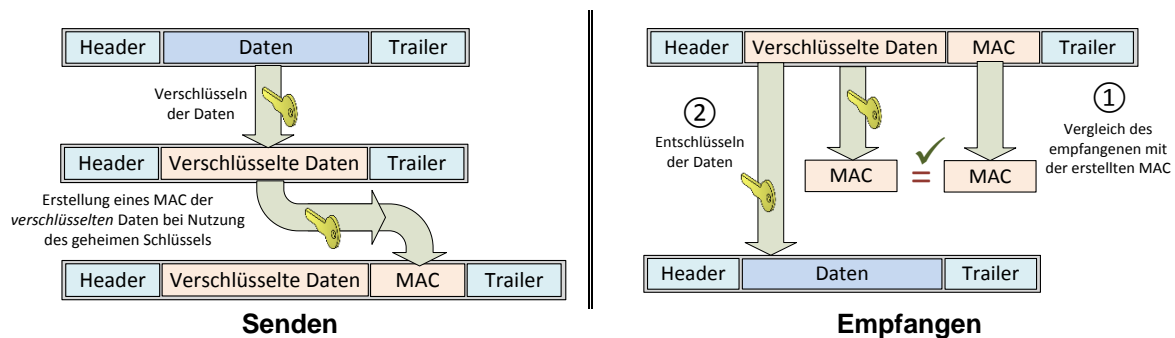 Header Daten Trailer
Verschlüsseln
der Daten
Header Verschlüsselte Daten Trailer
Erstellung eines MAC der
verschlüsselten Daten bei Nutzung
des geheimen Schlüssels
Header Verschlüsselte Daten MAC Trailer
Senden
Header Verschlüsselte Daten MAC Trailer
2
Entschlüsseln
der Daten
1
Vergleich des
empfangenen mit
der erstellten MAC
MAC = MAC
Header Daten Trailer
Empfangen